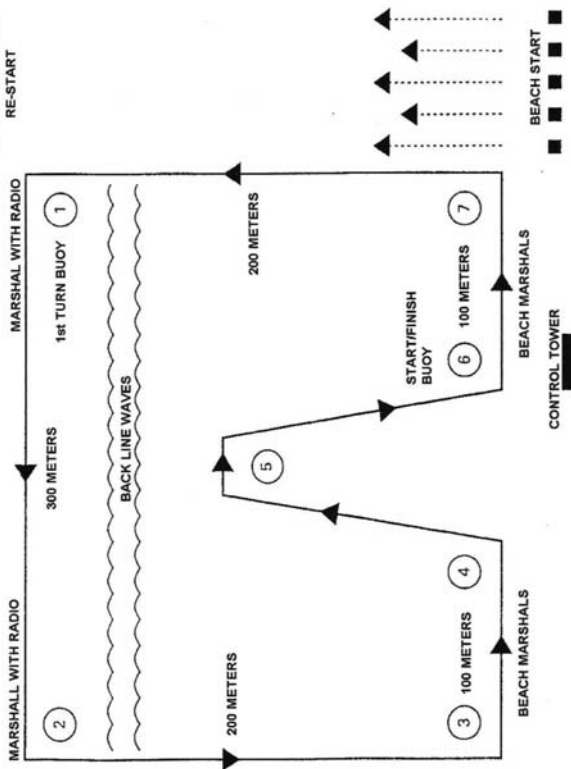 RE-START
MARSHALL WITH RADIO
MARSHAL WITH RADIO
2
300 METERS
1st TURN BUOY
1
BACK LINE WAVES
200 METERS
200 METERS
5
3
100 METERS
4
START/FINISH
BUOY
6
100 METERS
7
BEACH MARSHALS
BEACH MARSHALS
BEACH START
CONTROL TOWER